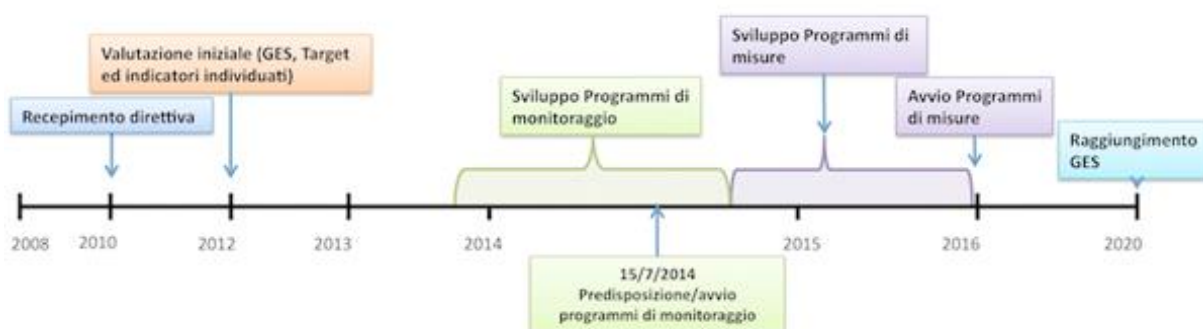 Valutazione iniziale (GES, Target
ed indicatori individuati)
Recepimento direttiva
Sviluppo Programmi di
monitoraggio
Sviluppo Programmi di
misure
Avvio Programmi
di misure
Raggiungimento
GES
2008
2010
2012
2013
2014
2015
2016
2020
15/7/2014
Predisposizione/avvio
programmi di monitoraggio